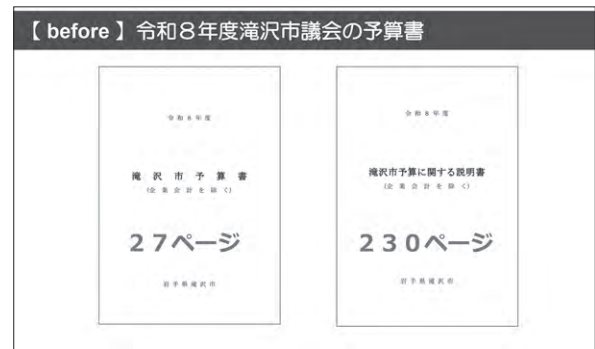 【 before 】令和８年度滝沢市議会の予算書
令和８年度
滝沢市予算書
（企業会計を除く）
２７ページ
岩手県滝沢市
令和８年度
滝沢市予算に関する説明書
（企業会計を除く）
２３０ページ
岩手県滝沢市